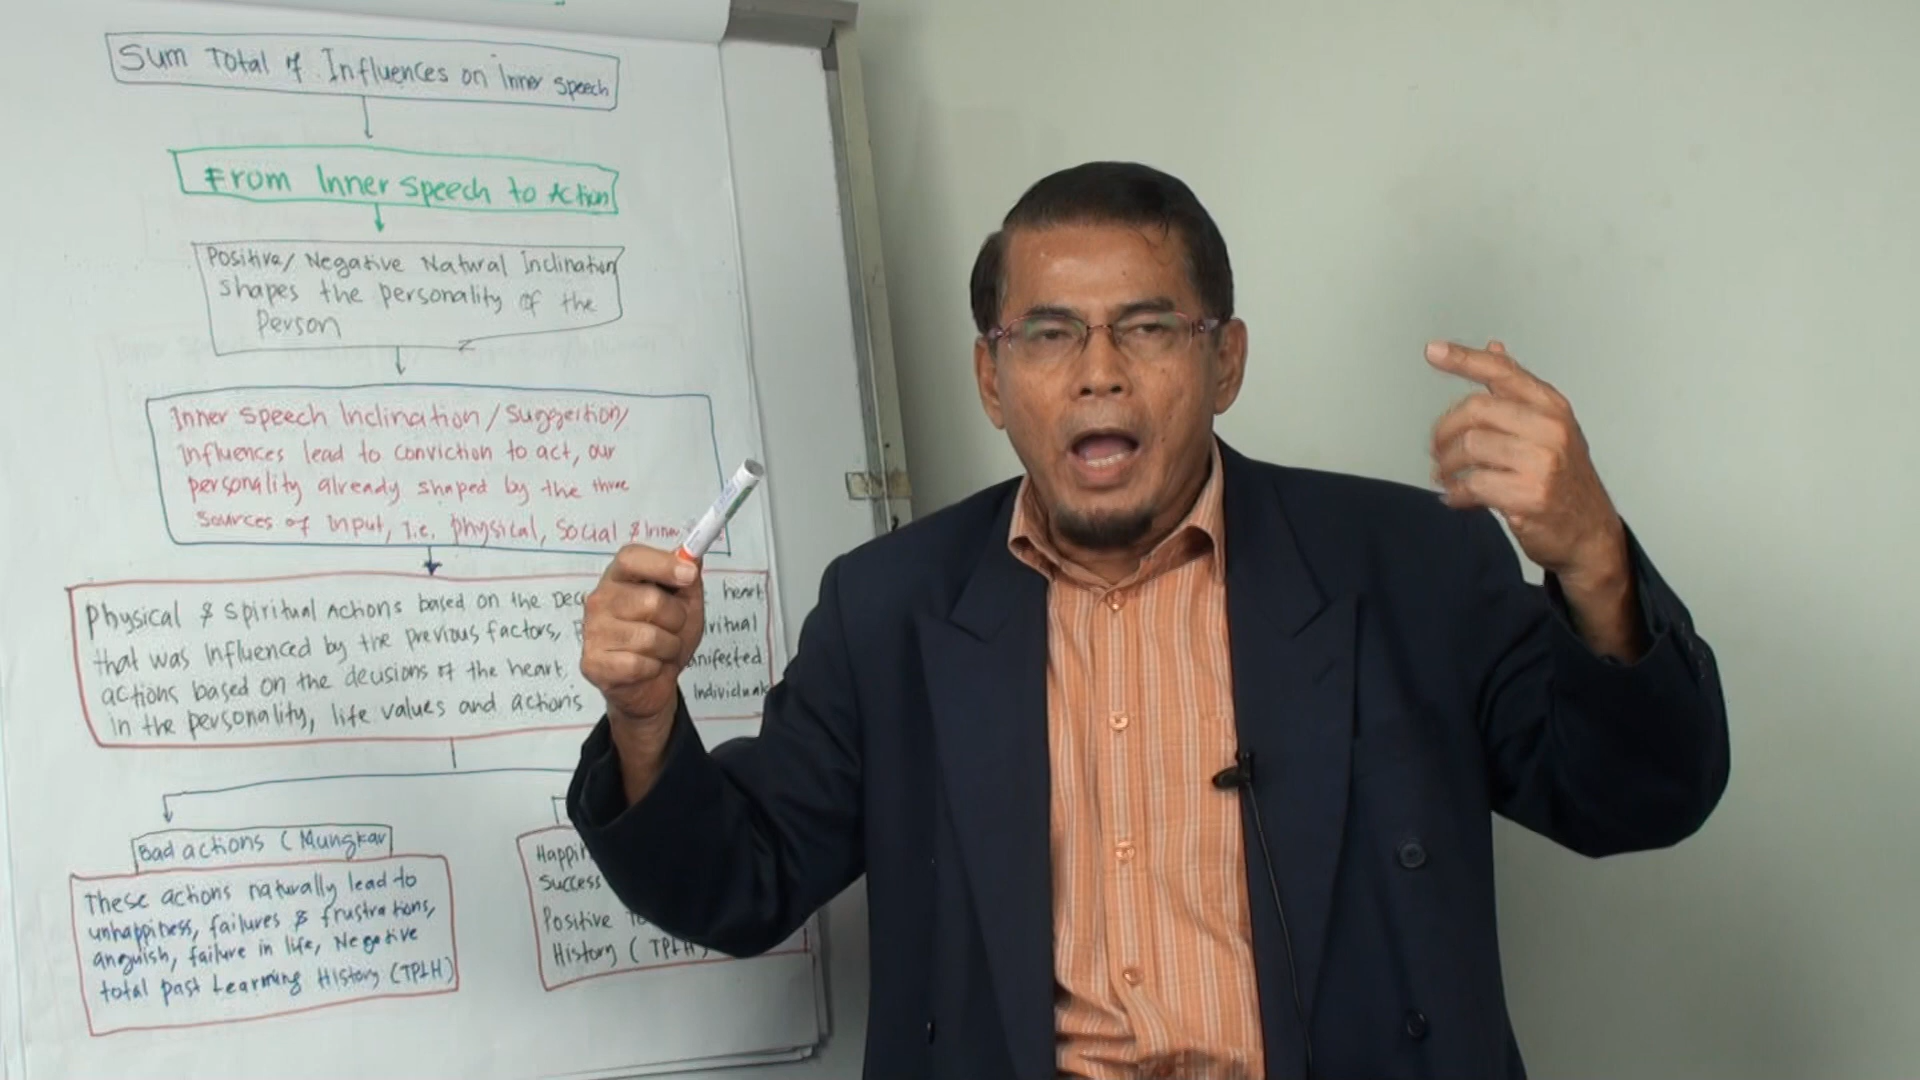 Sum Total of Influences on Inner Speech
From Inner Speech to Action
Positive/ Negative Natural Inclination
shapes the personality of the
Person
Inner Speech Inclination/Suggestion/
Influences lead to conviction to act, our
personality already shaped by the three
sources of Input, I.e. physical, Social &
Physical & Spiritual Actions based on the heart
that was Influenced by the previous factors,
actions based on the decisions of the heart,
in the personality, life values and actions Individuals
Bad actions (Mungkar
These actions naturally lead to
unhappiness, failures & frustrations,
anguish, failure in life, Negative
total past Learning History (TPLH)
Success
Positive
History (TPLH)